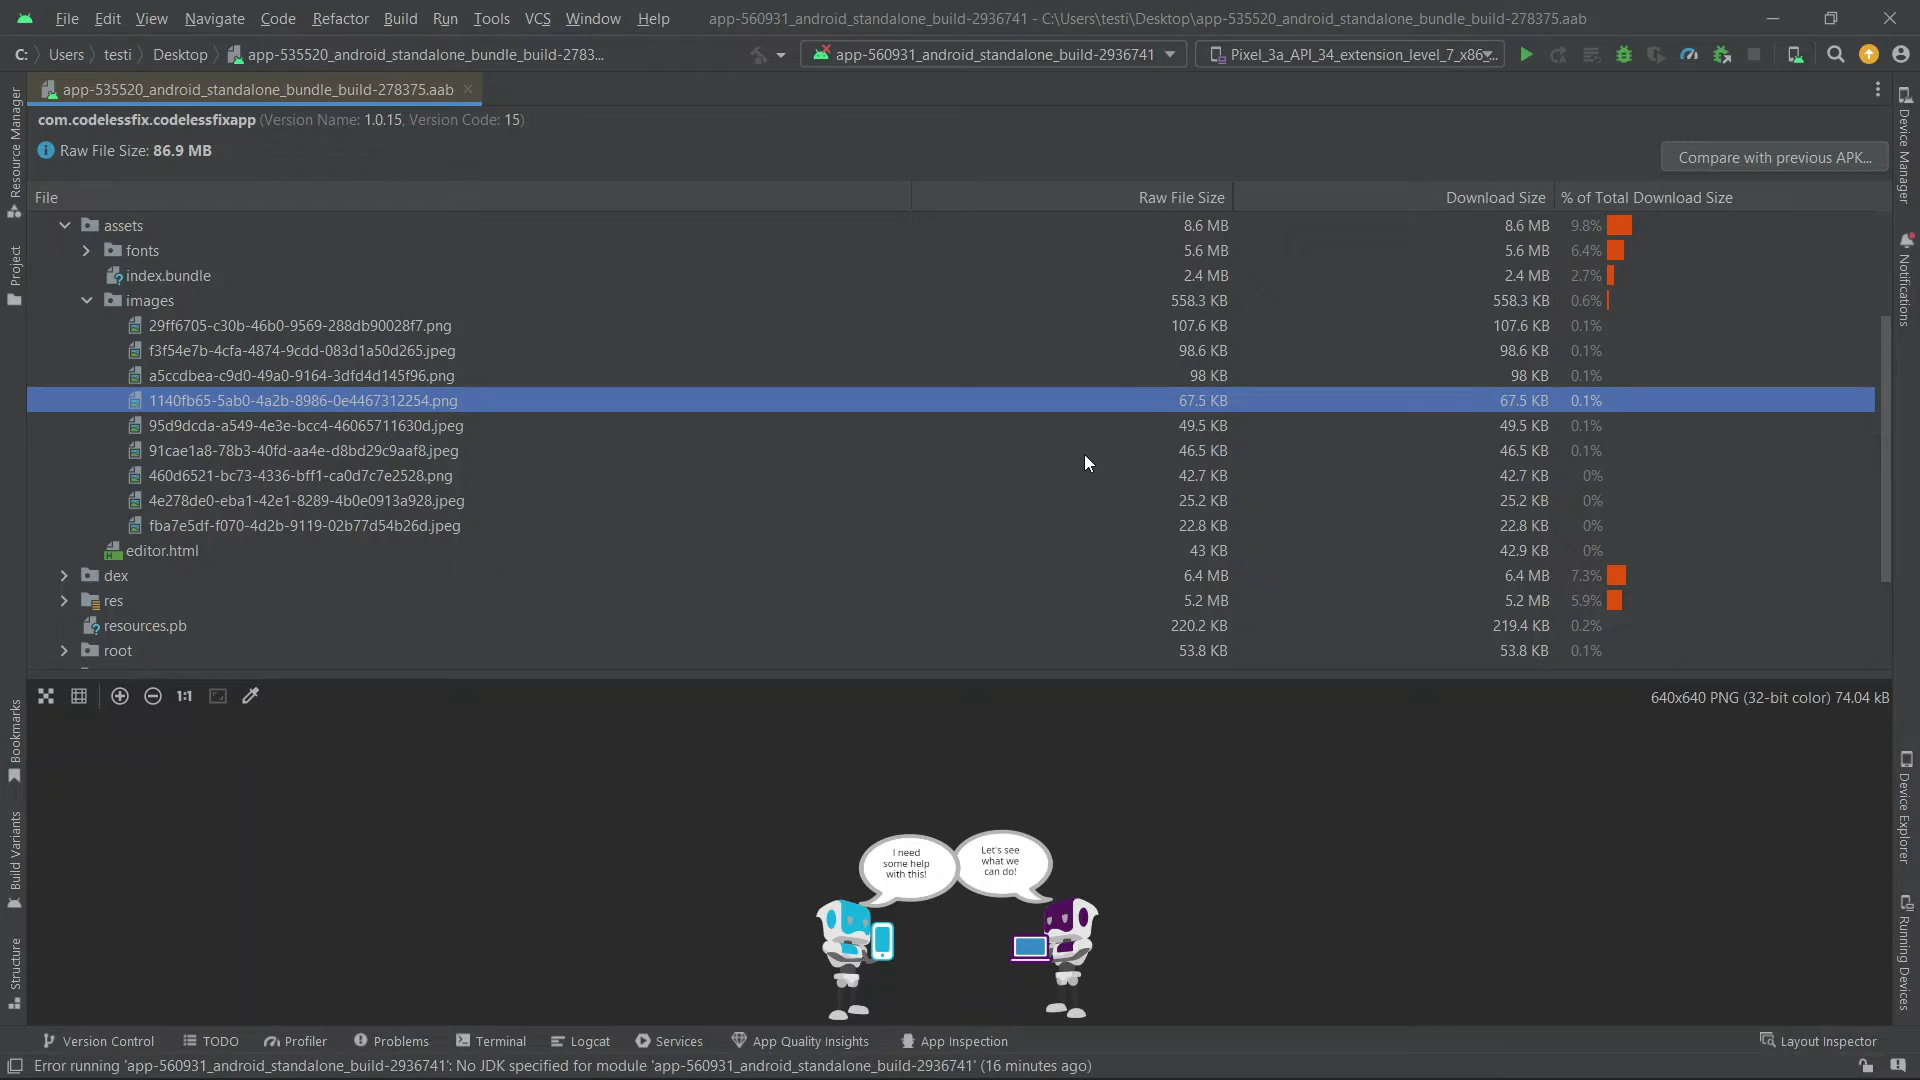 File Edit View Navigate Code Refactor Build Run Tools VCS Window Help app-560931_android_standalone_build-2936741 - C:\Users\testi\Desktop\app-535520_android_standalone_bundle_build-278375.aab
C: Users testi Desktop app-535520_android_standalone_bundle_build-2783... app-560931_android_standalone_build-2936741 Pixel_3a_API_34_extension_level_7_x86_...
app-535520_android_standalone_bundle_build-278375.aab
com.codelessfix.codelessfixapp (Version Name: 1.0.15, Version Code: 15)
Raw File Size: 86.9 MB
Compare with previous APK...
File Raw File Size Download Size % of Total Download Size
assets 8.6 MB 8.6 MB 9.8%
fonts 5.6 MB 5.6 MB 6.4%
index.bundle 2.4 MB 2.4 MB 2.7%
images 558.3 KB 558.3 KB 0.6%
29ff6705-c30b-46b0-9569-288db90028f7.png 107.6 KB 107.6 KB 0.1%
f3f54e7b-4cfa-4874-9cdd-083d1a50d265.jpeg 98.6 KB 98.6 KB 0.1%
a5ccdbea-c9d0-49a0-9164-3dfd4d145f96.png 98 KB 98 KB 0.1%
1140fb65-5ab0-4a2b-8986-0e4467312254.png 67.5 KB 67.5 KB 0.1%
95d9dcda-a549-4e3e-bcc4-46065711630d.jpeg 49.5 KB 49.5 KB 0.1%
91cae1a8-78b3-40fd-aa4e-d8bd29c9aaf8.jpeg 46.5 KB 46.5 KB 0.1%
460d6521-bc73-4336-bff1-ca0d7c7e2528.png 42.7 KB 42.7 KB 0%
4e278de0-eba1-42e1-8289-4b0e0913a928.jpeg 25.2 KB 25.2 KB 0%
fba7e5df-f070-4d2b-9119-02b77d54b26d.jpeg 22.8 KB 22.8 KB 0%
editor.html 43 KB 42.9 KB 0%
dex 6.4 MB 6.4 MB 7.3%
res 5.2 MB 5.2 MB 5.9%
resources.pb 220.2 KB 219.4 KB 0.2%
root 53.8 KB 53.8 KB 0.1%
1:1 640x640 PNG (32-bit color) 74.04 kB
I need
some help
with this!
Let's see
what we
can do!
Resource Manager
Project
Bookmarks
Build Variants
Structure
Device Manager
Notifications
Device Explorer
Running Devices
Version Control TODO Profiler Problems Terminal Logcat Services App Quality Insights App Inspection Layout Inspector
Error running 'app-560931_android_standalone_build-2936741': No JDK specified for module 'app-560931_android_standalone_build-2936741' (16 minutes ago)